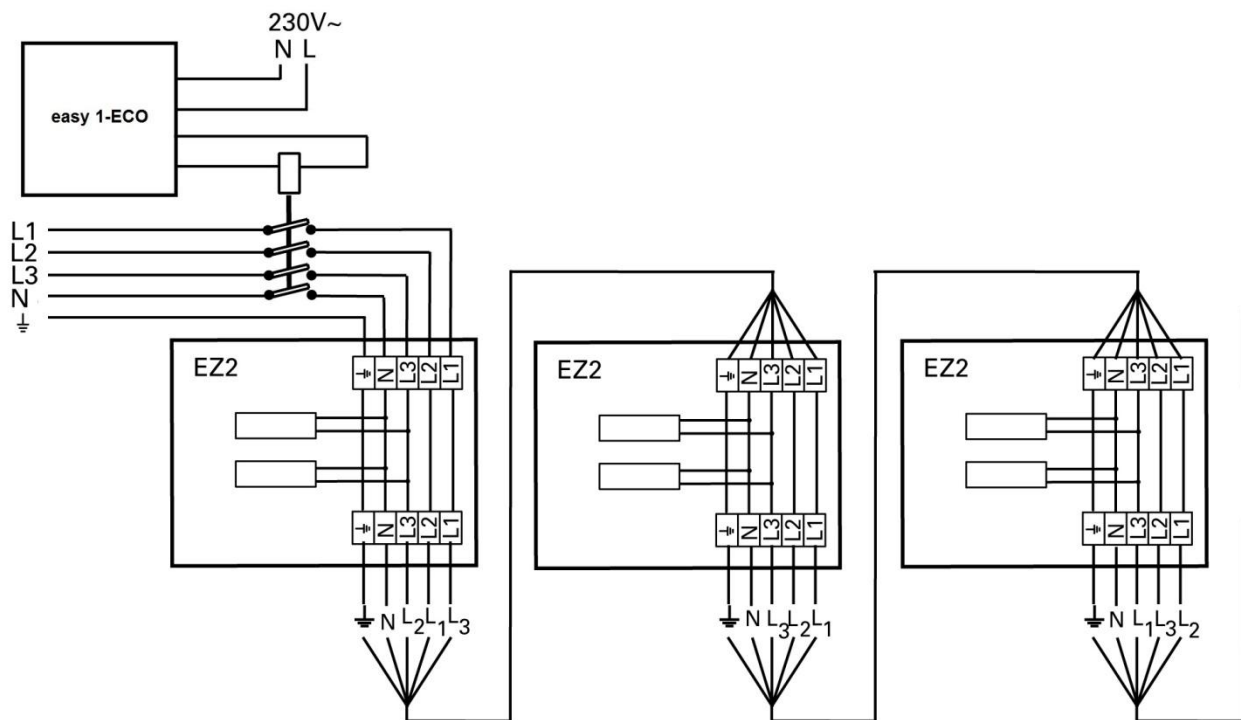 230V~
N L
easy 1-ECO
L1
L2
L3
N
EZ2
N L3 L2 L1
N L3 L2 L1
N L2 L1 L3
EZ2
N L3 L2 L1
N L3 L2 L1
N L3 L2 L1
EZ2
N L3 L2 L1
N L3 L2 L1
N L1 L3 L2